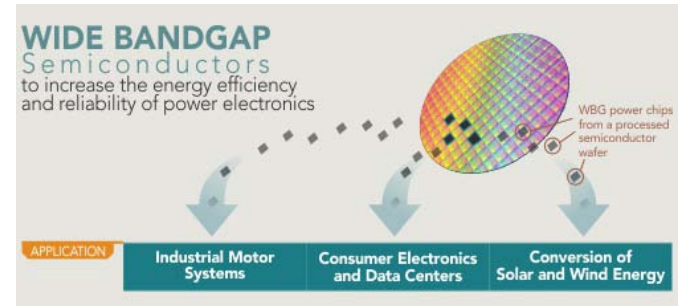 WIDE BANDGAP
Semiconductors
to increase the energy efficiency
and reliability of power electronics
WBG power chips
from a processed
semiconductor
wafer
APPLICATION
Industrial Motor
Systems
Consumer Electronics
and Data Centers
Conversion of
Solar and Wind Energy